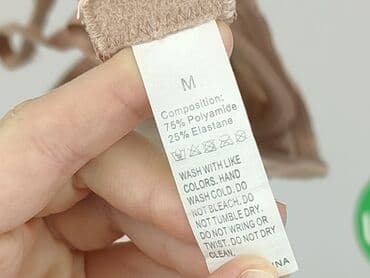 M
Composition:
75% Polyamide
25% Elastane
WASH WITH LIKE
COLORS. HAND
WASH COLD. DO
NOT BLEACH. DO
NOT TUMBLE DRY.
DO NOT WRING OR
TWIST. DO NOT DRY
CLEAN.